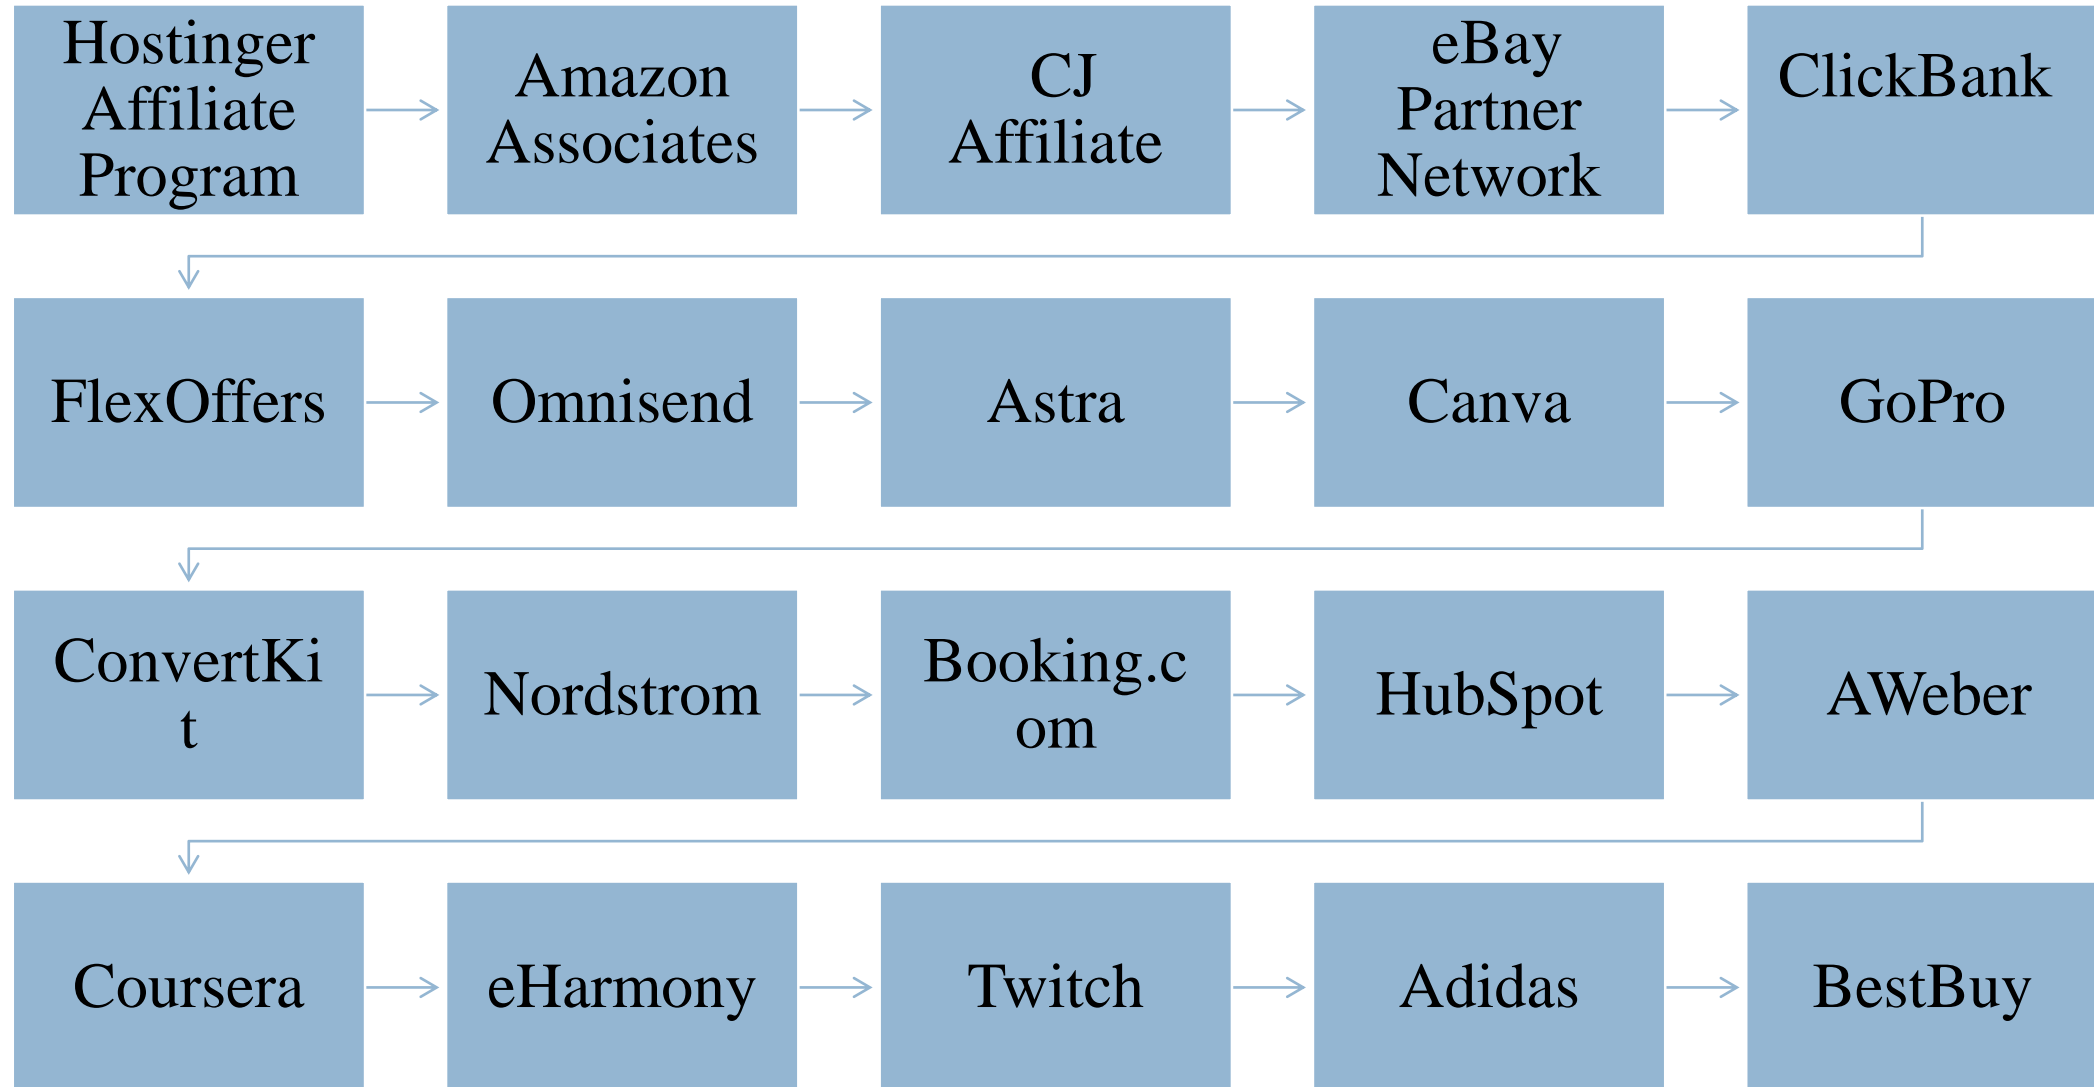 Hostinger
Affiliate
Program
Amazon
Associates
CJ
Affiliate
eBay
Partner
Network
ClickBank
FlexOffers
Omnisend
Astra
Canva
GoPro
ConvertKi
t
Nordstrom
Booking.c
om
HubSpot
AWeber
Coursera
eHarmony
Twitch
Adidas
BestBuy